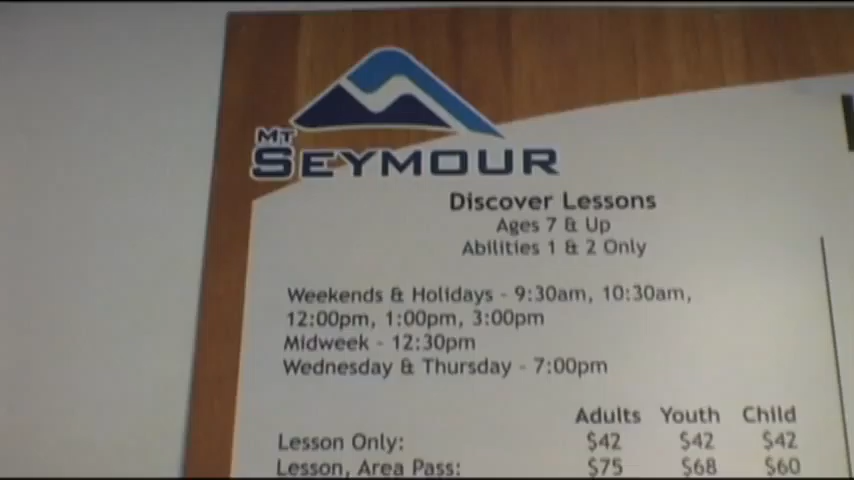 MT
SEYMOUR
Discover Lessons
Ages 7 & Up
Abilities 1 & 2 Only
Weekends & Holidays - 9:30am, 10:30am,
12:00pm, 1:00pm, 3:00pm
Midweek - 12:30pm
Wednesday & Thursday - 7:00pm
Adults Youth Child
Lesson Only: $42 $42 $42
Lesson, Area Pass: $75 $68 $60